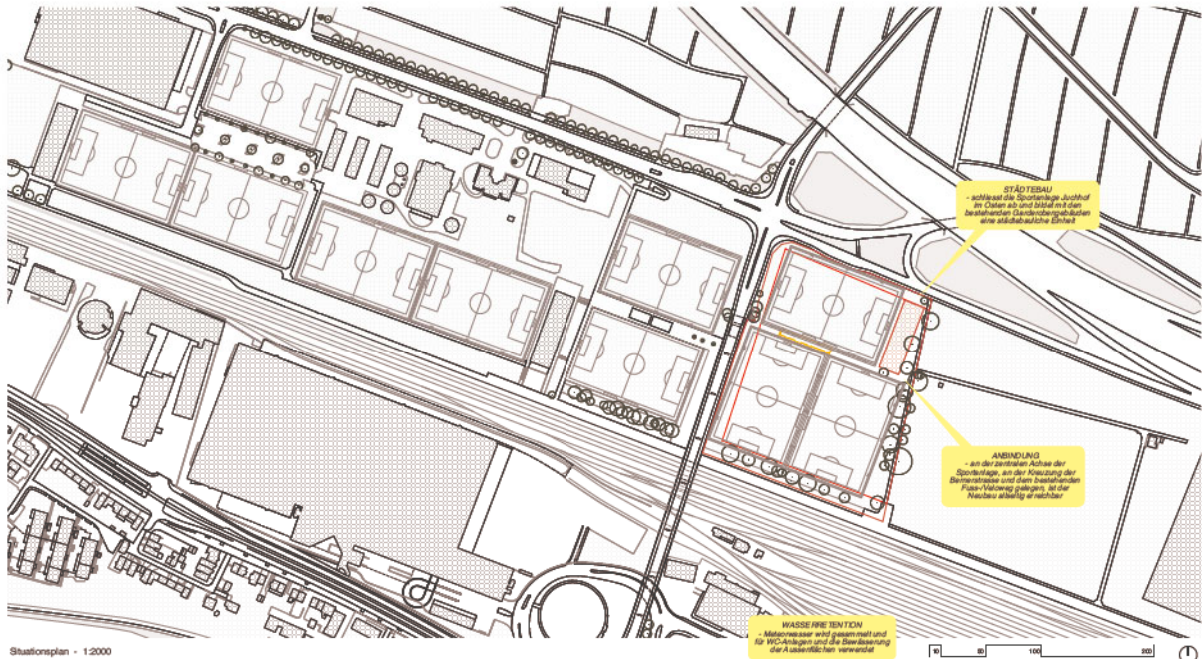 STÄDTEBAU
- schliesst die Sportanlage Juchhof
im Osten ab und bildet mit den
bestehenden Garderobengebäuden
eine städtebauliche Einheit
ANBINDUNG
- an der zentralen Achse der
Sportenlage, an der Kreuzung der
Bernerstrasse und dem bestehenden
Fuss-/Veloweg gelegen, ist der
Neubau allseitig erreichbar
WASSERRETENTION
- Meteorwasser wird gesammelt und
für WC-Anlagen und die Bewässerung
der Aussenflächen verwendet
Situationsplan - 1:2000
10 50 100 200